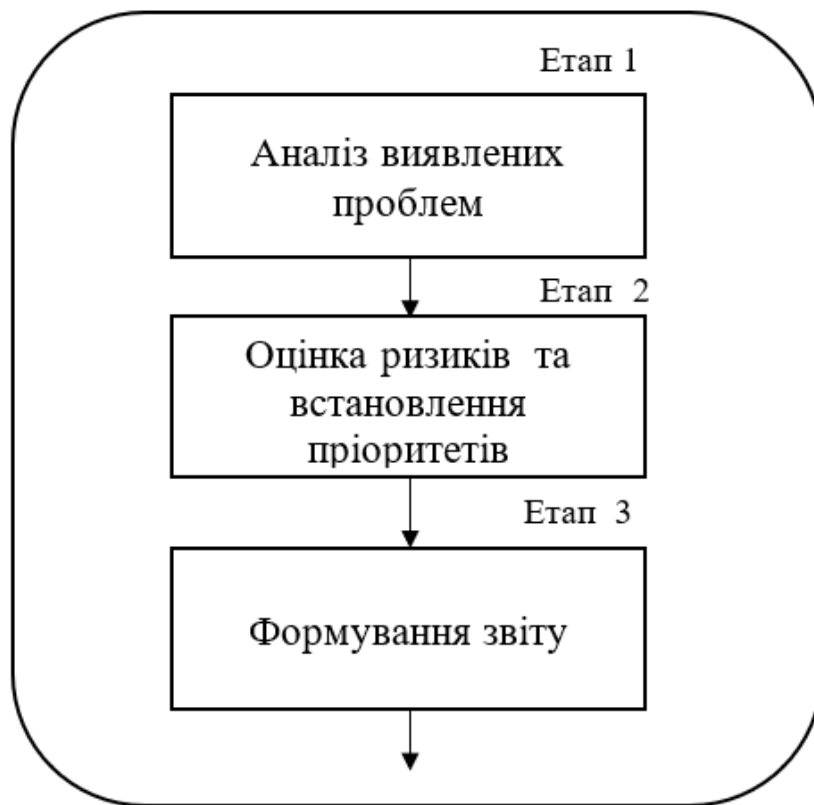 Етап 1
Аналіз виявлених
проблем
Етап 2
Оцінка ризиків та
встановлення
пріоритетів
Етап 3
Формування звіту